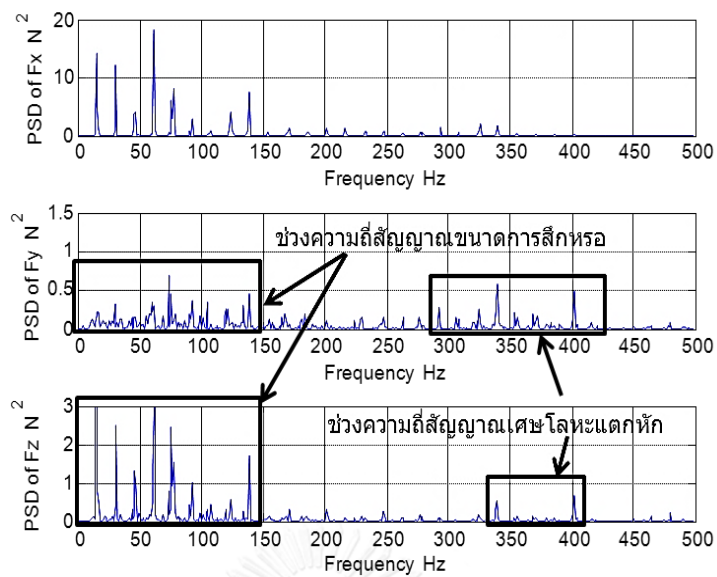 PSD of Fx N 2
20
10
0
0 50 100 150 200 250 300 350 400 450 500
Frequency Hz
PSD of Fy N 2
1.5
1
0.5
0
ช่วงความถี่สัญญาณขนาดการสึกหรอ
0 50 100 150 200 250 300 350 400 450 500
Frequency Hz
PSD of Fz N 2
3
2
1
0
ช่วงความถี่สัญญาณเศษโลหะแตกหัก
0 50 100 150 200 250 300 350 400 450 500
Frequency Hz